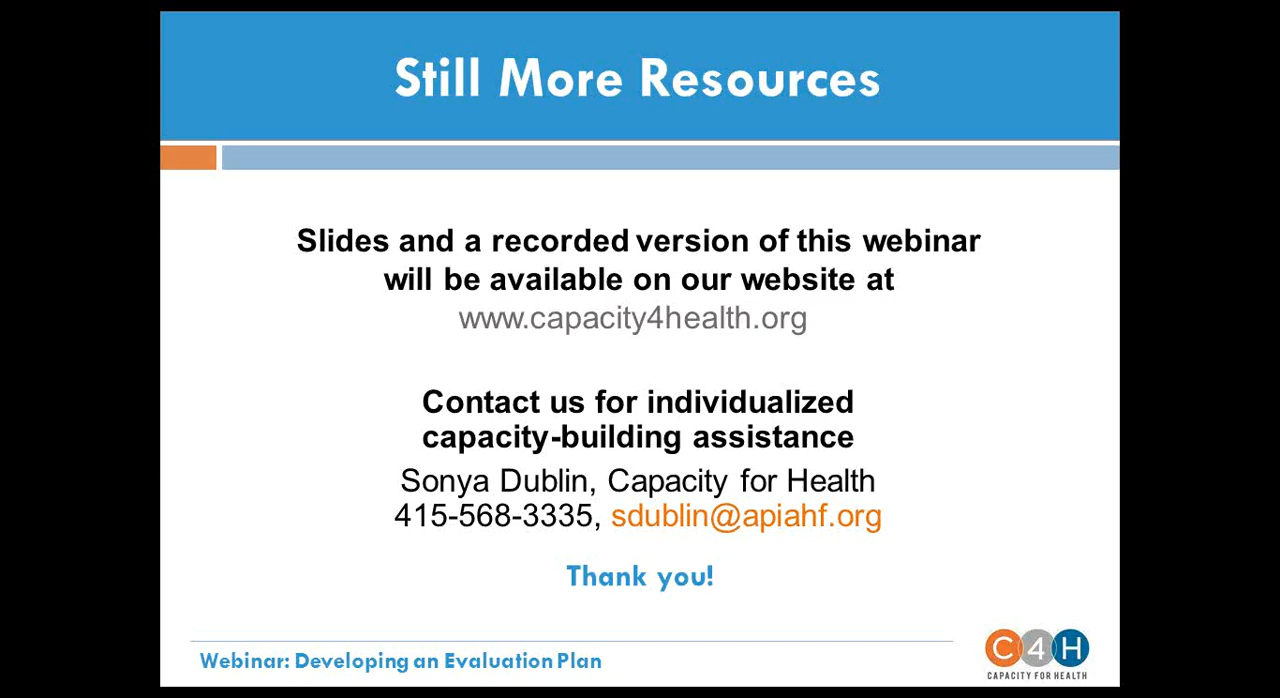 Still More Resources
Slides and a recorded version of this webinar
will be available on our website at
www.capacity4health.org
Contact us for individualized
capacity-building assistance
Sonya Dublin, Capacity for Health
415-568-3335, sdublin@apiahf.org
Thank you!
Webinar: Developing an Evaluation Plan
C4H
CAPACITY FOR HEALTH